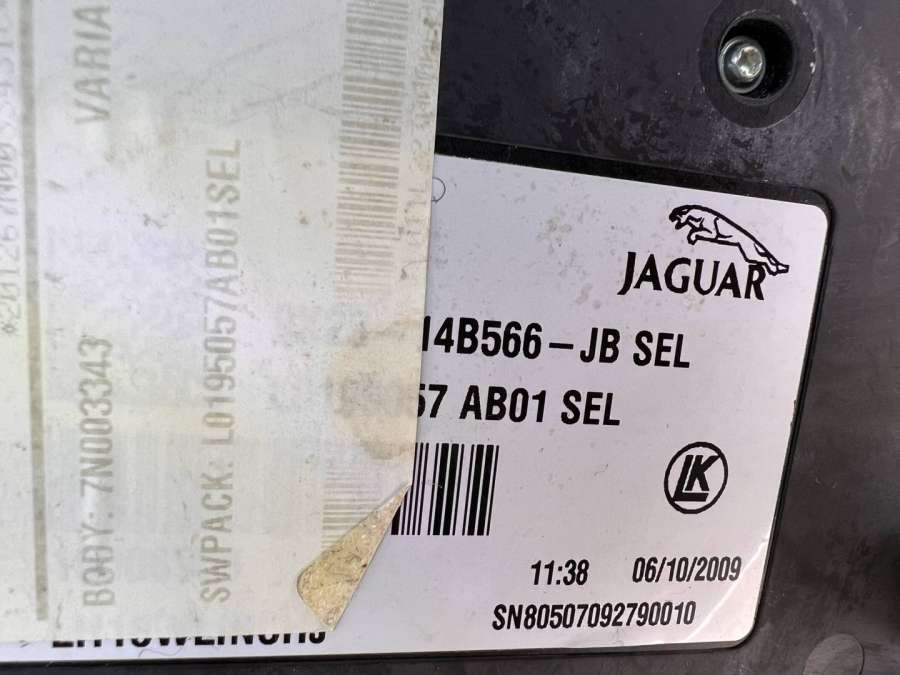 VARIA
SWPACK: L0195057AB01SEL
BODY: 7N003343
JAGUAR
14B566-JB SEL
57 AB01 SEL
LK
11:38 06/10/2009
SN80507092790010